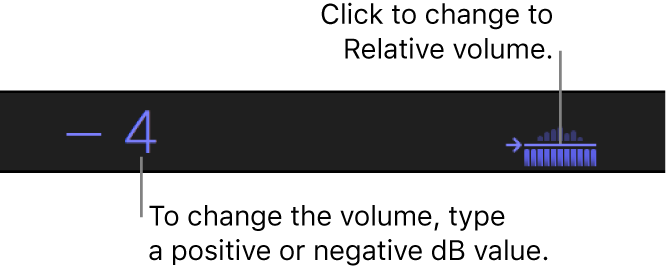 Click to change to
Relative volume.
— 4
To change the volume, type
a positive or negative dB value.